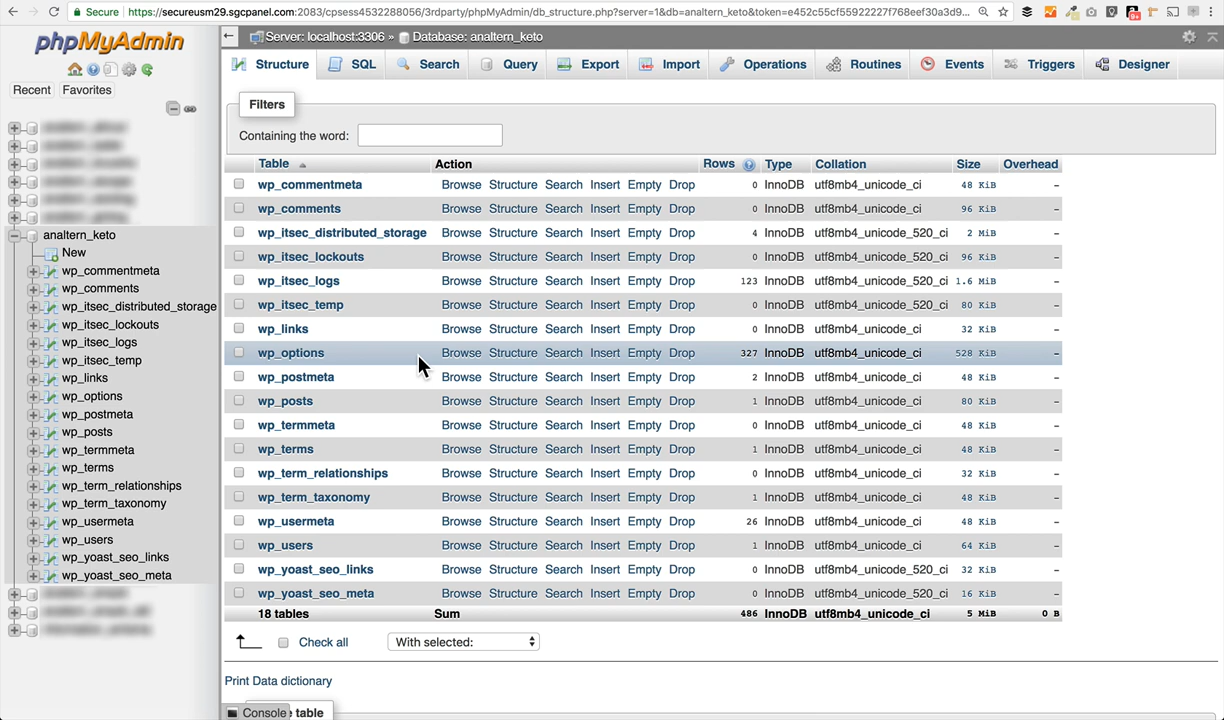 Secure https://secureusm29.sgcpanel.com:2083/cpsess4532288056/3rdparty/phpMyAdmin/db_structure.php?server=1&db=analtern_keto&token=e452c55cf55922227f768eef30a3d9...
phpMyAdmin
Recent Favorites
analtern_keto
New
wp_commentmeta
wp_comments
wp_itsec_distributed_storage
wp_itsec_lockouts
wp_itsec_logs
wp_itsec_temp
wp_links
wp_options
wp_postmeta
wp_posts
wp_termmeta
wp_terms
wp_term_relationships
wp_term_taxonomy
wp_usermeta
wp_users
wp_yoast_seo_links
wp_yoast_seo_meta
Server: localhost:3306 » Database: analtern_keto
Structure SQL Search Query Export Import Operations Routines Events Triggers Designer
Filters
Containing the word:
Table Action Rows Type Collation Size Overhead
wp_commentmeta Browse Structure Search Insert Empty Drop 0 InnoDB utf8mb4_unicode_ci 48 KiB –
wp_comments Browse Structure Search Insert Empty Drop 0 InnoDB utf8mb4_unicode_ci 96 KiB –
wp_itsec_distributed_storage Browse Structure Search Insert Empty Drop 4 InnoDB utf8mb4_unicode_520_ci 2 MiB –
wp_itsec_lockouts Browse Structure Search Insert Empty Drop 0 InnoDB utf8mb4_unicode_520_ci 96 KiB –
wp_itsec_logs Browse Structure Search Insert Empty Drop 123 InnoDB utf8mb4_unicode_520_ci 1.6 MiB –
wp_itsec_temp Browse Structure Search Insert Empty Drop 0 InnoDB utf8mb4_unicode_520_ci 80 KiB –
wp_links Browse Structure Search Insert Empty Drop 0 InnoDB utf8mb4_unicode_ci 32 KiB –
wp_options Browse Structure Search Insert Empty Drop 327 InnoDB utf8mb4_unicode_ci 528 KiB –
wp_postmeta Browse Structure Search Insert Empty Drop 2 InnoDB utf8mb4_unicode_ci 48 KiB –
wp_posts Browse Structure Search Insert Empty Drop 1 InnoDB utf8mb4_unicode_ci 80 KiB –
wp_termmeta Browse Structure Search Insert Empty Drop 0 InnoDB utf8mb4_unicode_ci 48 KiB –
wp_terms Browse Structure Search Insert Empty Drop 1 InnoDB utf8mb4_unicode_ci 48 KiB –
wp_term_relationships Browse Structure Search Insert Empty Drop 0 InnoDB utf8mb4_unicode_ci 32 KiB –
wp_term_taxonomy Browse Structure Search Insert Empty Drop 1 InnoDB utf8mb4_unicode_ci 48 KiB –
wp_usermeta Browse Structure Search Insert Empty Drop 26 InnoDB utf8mb4_unicode_ci 48 KiB –
wp_users Browse Structure Search Insert Empty Drop 1 InnoDB utf8mb4_unicode_ci 64 KiB –
wp_yoast_seo_links Browse Structure Search Insert Empty Drop 0 InnoDB utf8mb4_unicode_520_ci 32 KiB –
wp_yoast_seo_meta Browse Structure Search Insert Empty Drop 0 InnoDB utf8mb4_unicode_520_ci 16 KiB –
18 tables Sum 486 InnoDB utf8mb4_unicode_ci 5 MiB 0 B
Check all With selected:
Print Data dictionary
Console table